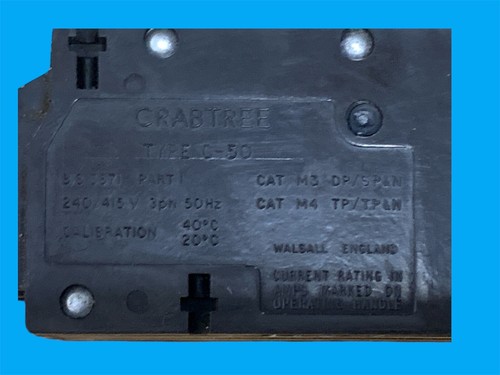 CRABTREE
TYPE C-50
B.S 3871 PART 1
240/415 V 3pn 50Hz
CALIBRATION 40°C
20°C
CAT M3 DP/SP&N
CAT M4 TP/TP&N
WALSALL ENGLAND
CURRENT RATING IN
AMPS MARKED ON
OPERATING HANDLE